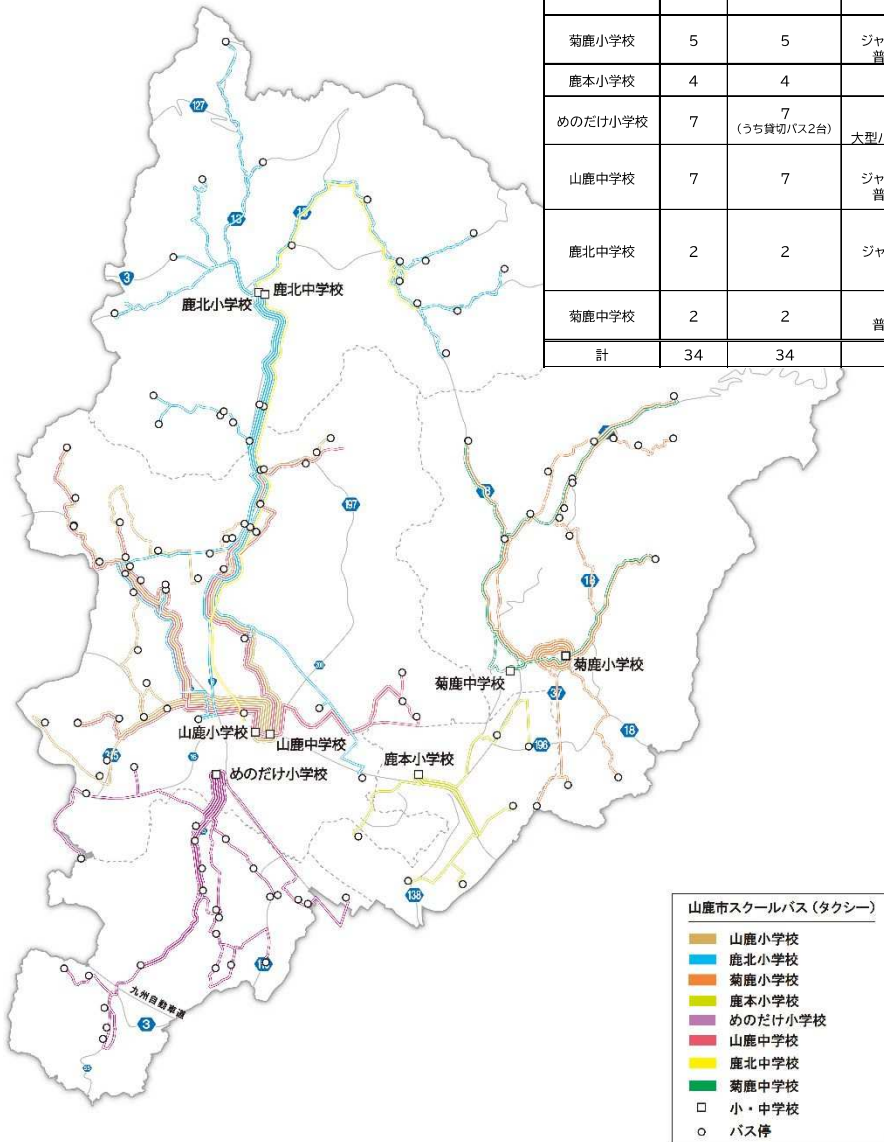 菊鹿小学校 5 5
鹿本小学校 4 4
めのだけ小学校 7 7
(うち貸切バス2台)
山鹿中学校 7 7
鹿北中学校 2 2
菊鹿中学校 2 2
計 34 34
127
13
3
鹿北中学校
鹿北小学校
197
18
菊鹿小学校
菊鹿中学校
37
18
196
山鹿小学校
山鹿中学校
鹿本小学校
めのだけ小学校
16
138
九州自動車道
3
山鹿市スクールバス(タクシー)
山鹿小学校
鹿北小学校
菊鹿小学校
鹿本小学校
めのだけ小学校
山鹿中学校
鹿北中学校
菊鹿中学校
小・中学校
バス停